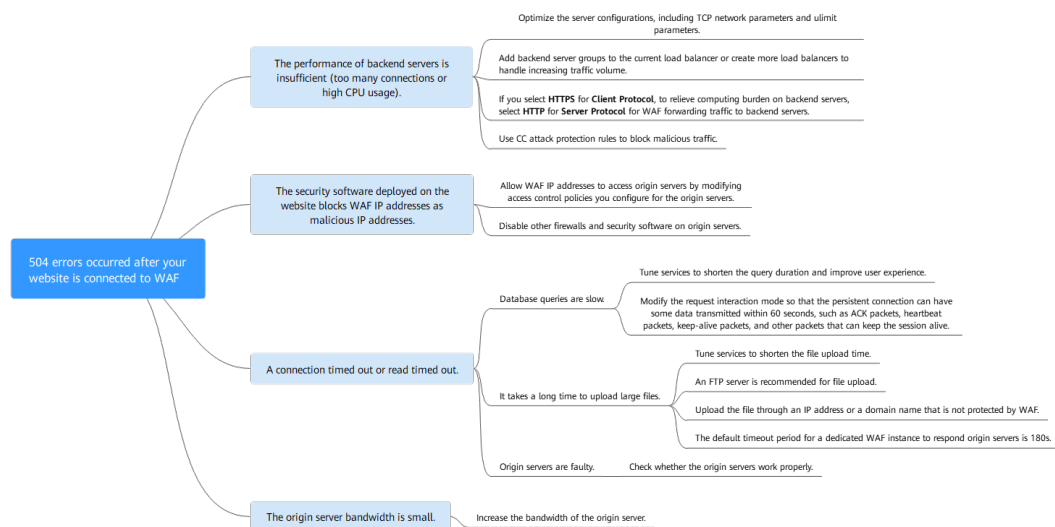 Optimize the server configurations, including TCP network parameters and ulimit
parameters.
The performance of backend servers is
insufficient (too many connections or
high CPU usage).
Add backend server groups to the current load balancer or create more load balancers to
handle increasing traffic volume.
If you select HTTPS for Client Protocol, to relieve computing burden on backend servers,
select HTTP for Server Protocol for WAF forwarding traffic to backend servers.
Use CC attack protection rules to block malicious traffic.
The security software deployed on the
website blocks WAF IP addresses as
malicious IP addresses.
Allow WAF IP addresses to access origin servers by modifying
access control policies you configure for the origin servers.
Disable other firewalls and security software on origin servers.
504 errors occurred after your
website is connected to WAF
A connection timed out or read timed out.
Database queries are slow.
Tune services to shorten the query duration and improve user experience.
Modify the request interaction mode so that the persistent connection can have
some data transmitted within 60 seconds, such as ACK packets, heartbeat
packets, keep-alive packets, and other packets that can keep the session alive.
It takes a long time to upload large files.
Tune services to shorten the file upload time.
An FTP server is recommended for file upload.
Upload the file through an IP address or a domain name that is not protected by WAF.
The default timeout period for a dedicated WAF instance to respond origin servers is 180s.
Origin servers are faulty.
Check whether the origin servers work properly.
The origin server bandwidth is small.
Increase the bandwidth of the origin server.